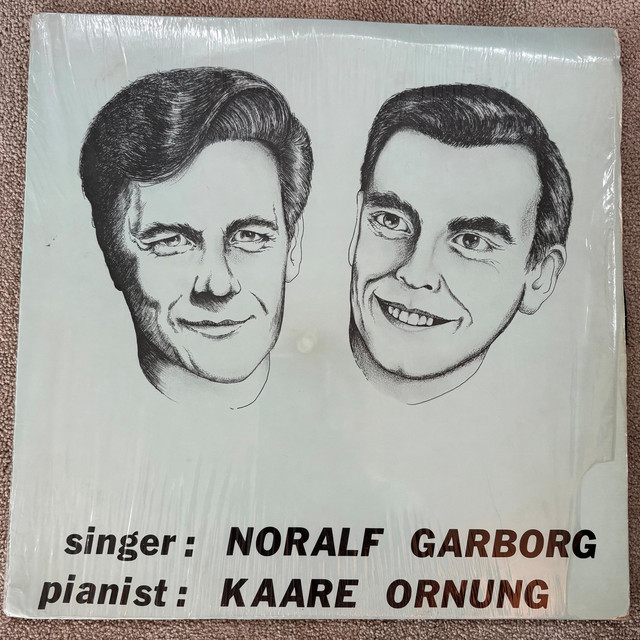 singer: NORALF GARBORG
pianist: KAARE ORNUNG